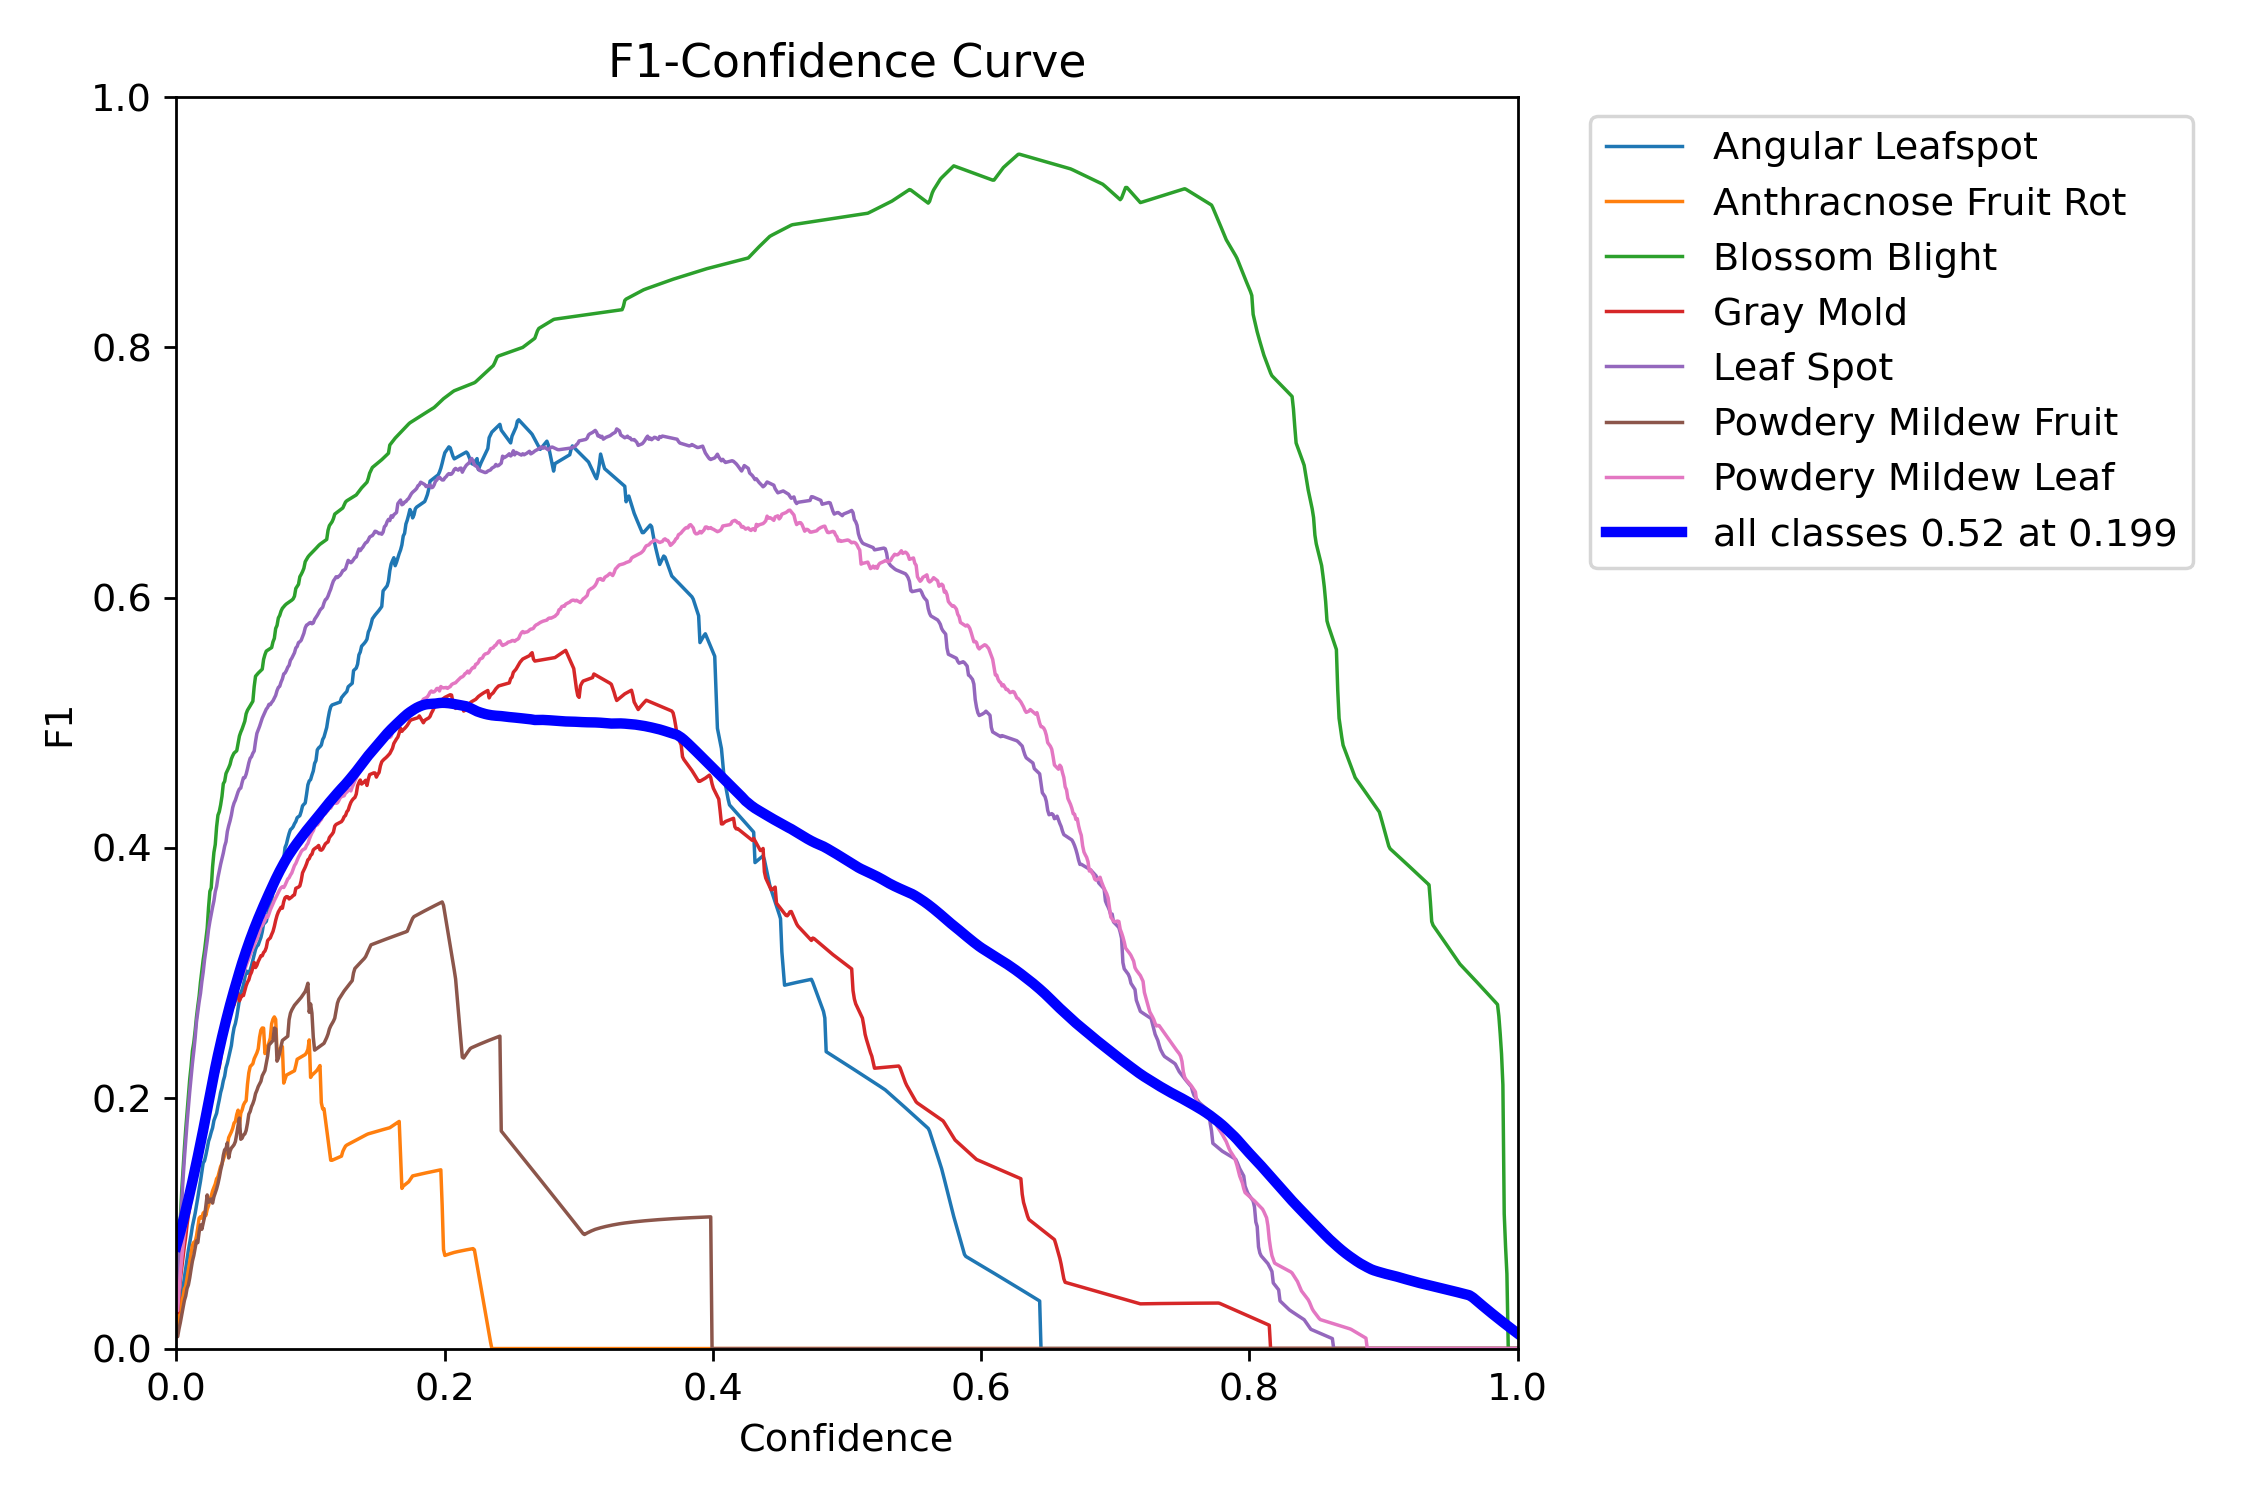 F1-Confidence Curve
1.0
0.8
0.6
0.4
0.2
0.0
F1
0.0 0.2 0.4 0.6 0.8 1.0
Confidence
Angular Leafspot
Anthracnose Fruit Rot
Blossom Blight
Gray Mold
Leaf Spot
Powdery Mildew Fruit
Powdery Mildew Leaf
all classes 0.52 at 0.199